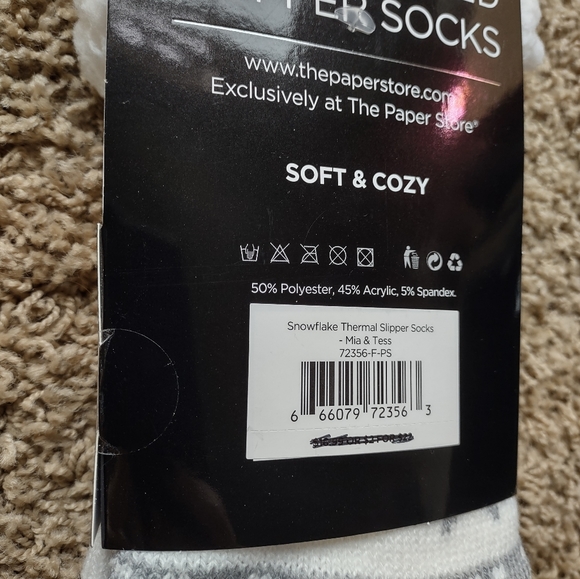 SOCKS
www.thepaperstore.com
Exclusively at The Paper Store®
SOFT & COZY
50% Polyester, 45% Acrylic, 5% Spandex.
Snowflake Thermal Slipper Socks
- Mia & Tess
72356-F-PS
6 66079 72356 3